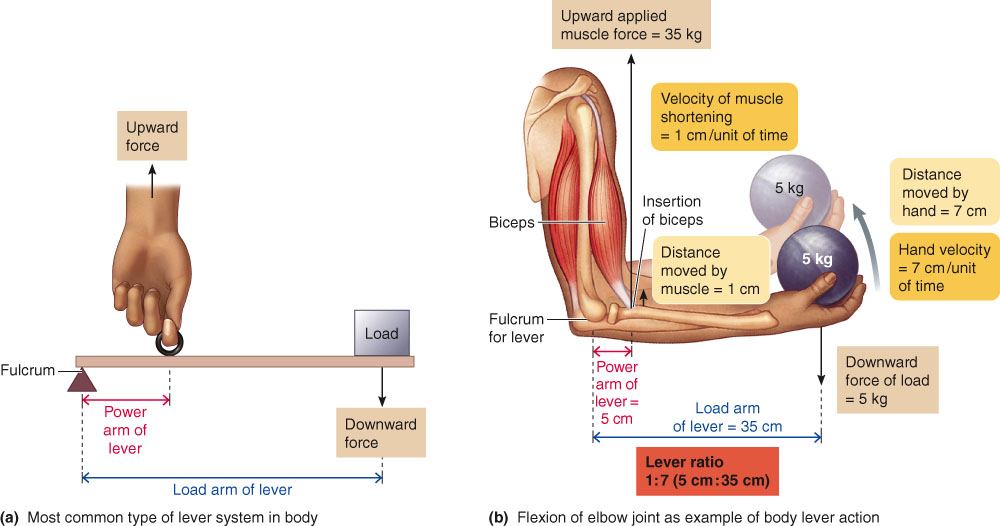 Upward
force
Load
Fulcrum
Power
arm of
lever
Downward
force
Load arm of lever
(a) Most common type of lever system in body
Upward applied
muscle force = 35 kg
Velocity of muscle
shortening
= 1 cm/unit of time
5 kg
Distance
moved by
hand = 7 cm
Insertion
of biceps
Biceps
5 kg
Distance
moved by
muscle = 1 cm
Hand velocity
= 7 cm/unit
of time
Fulcrum
for lever
Power
arm of
lever =
5 cm
Downward
force of load
= 5 kg
Load arm
of lever = 35 cm
Lever ratio
1:7 (5 cm:35 cm)
(b) Flexion of elbow joint as example of body lever action